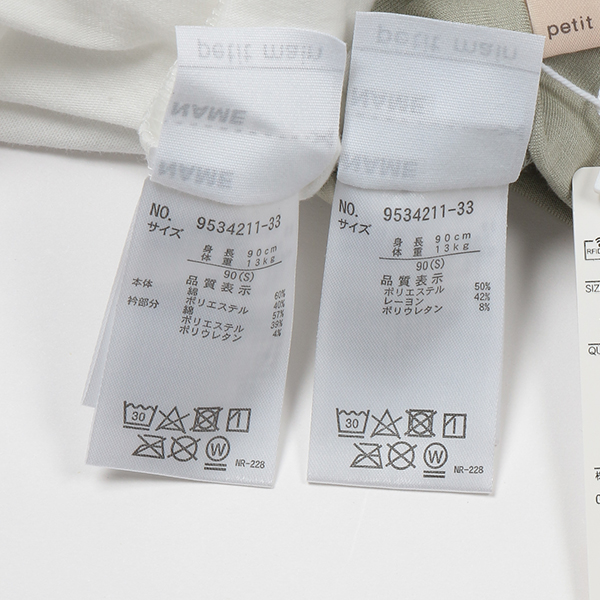 petit main
NAME
NAME
NO. 9534211-33
サイズ
身長 90cm
体重 13kg
90(S)
品質表示
本体
綿 60%
ポリエステル 40%
衿部分
綿 57%
ポリエステル 39%
ポリウレタン 4%
30
W
NR-228
petit main
NAME
NAME
NO. 9534211-33
サイズ
身長 90cm
体重 13kg
90(S)
品質表示
ポリエステル 50%
レーヨン 42%
ポリウレタン 8%
30
W
NR-228
petit
RFID
SIZ
QU